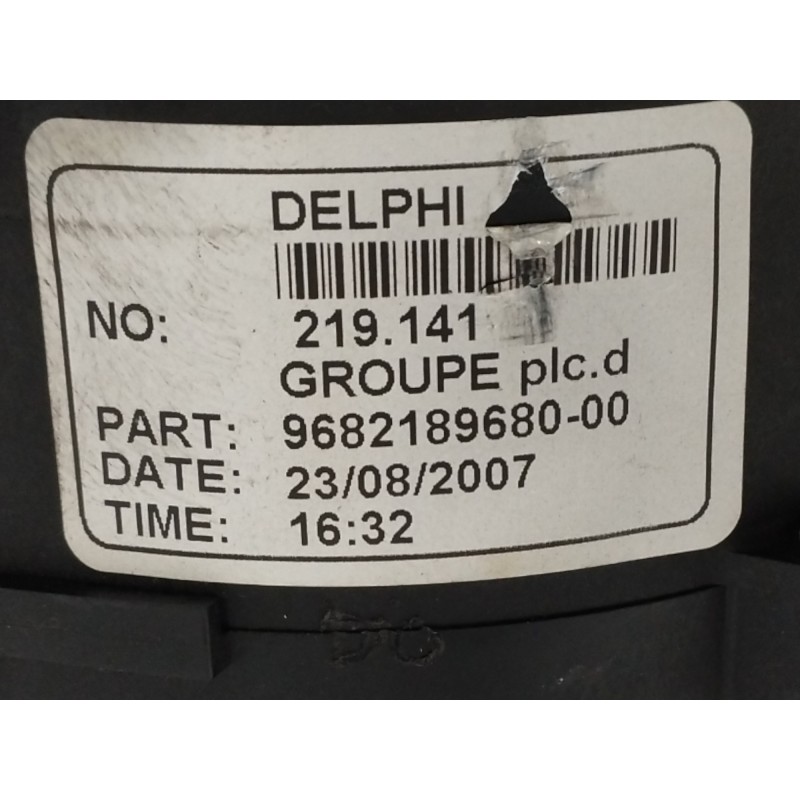 DELPHI
NO: 219.141
GROUPE plc.d
PART: 9682189680-00
DATE: 23/08/2007
TIME: 16:32